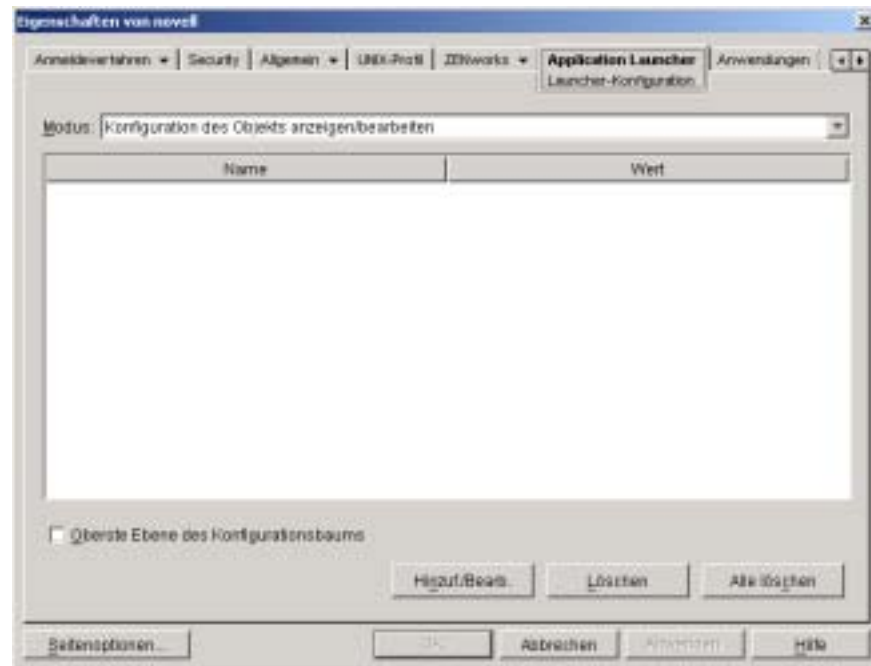 Eigenschaften von novell
Anmeldeverfahren Security Allgemein UNIX-Profil ZENworks Application Launcher Anwendungen
Launcher-Konfiguration
Modus: Konfiguration des Objekts anzeigen/bearbeiten
Name Wert
Oberste Ebene des Konfigurationsbaums
Hinzuf./Bearb. Löschen Alle löschen
Seitenoptionen... OK Abbrechen Anwenden Hilfe